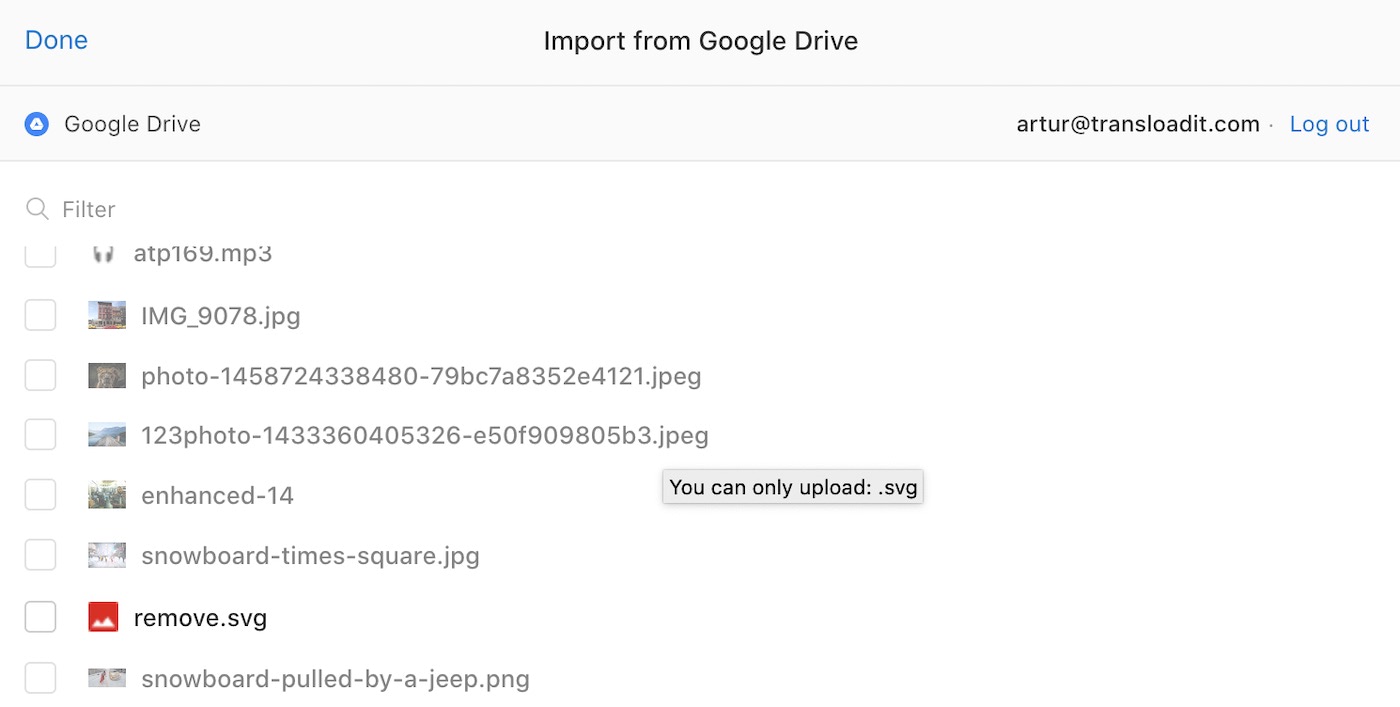 Done
Import from Google Drive
Google Drive
artur@transloadit.com · Log out
Filter
atp169.mp3
IMG_9078.jpg
photo-1458724338480-79bc7a8352e4121.jpeg
123photo-1433360405326-e50f909805b3.jpeg
You can only upload: .svg
enhanced-14
snowboard-times-square.jpg
remove.svg
snowboard-pulled-by-a-jeep.png